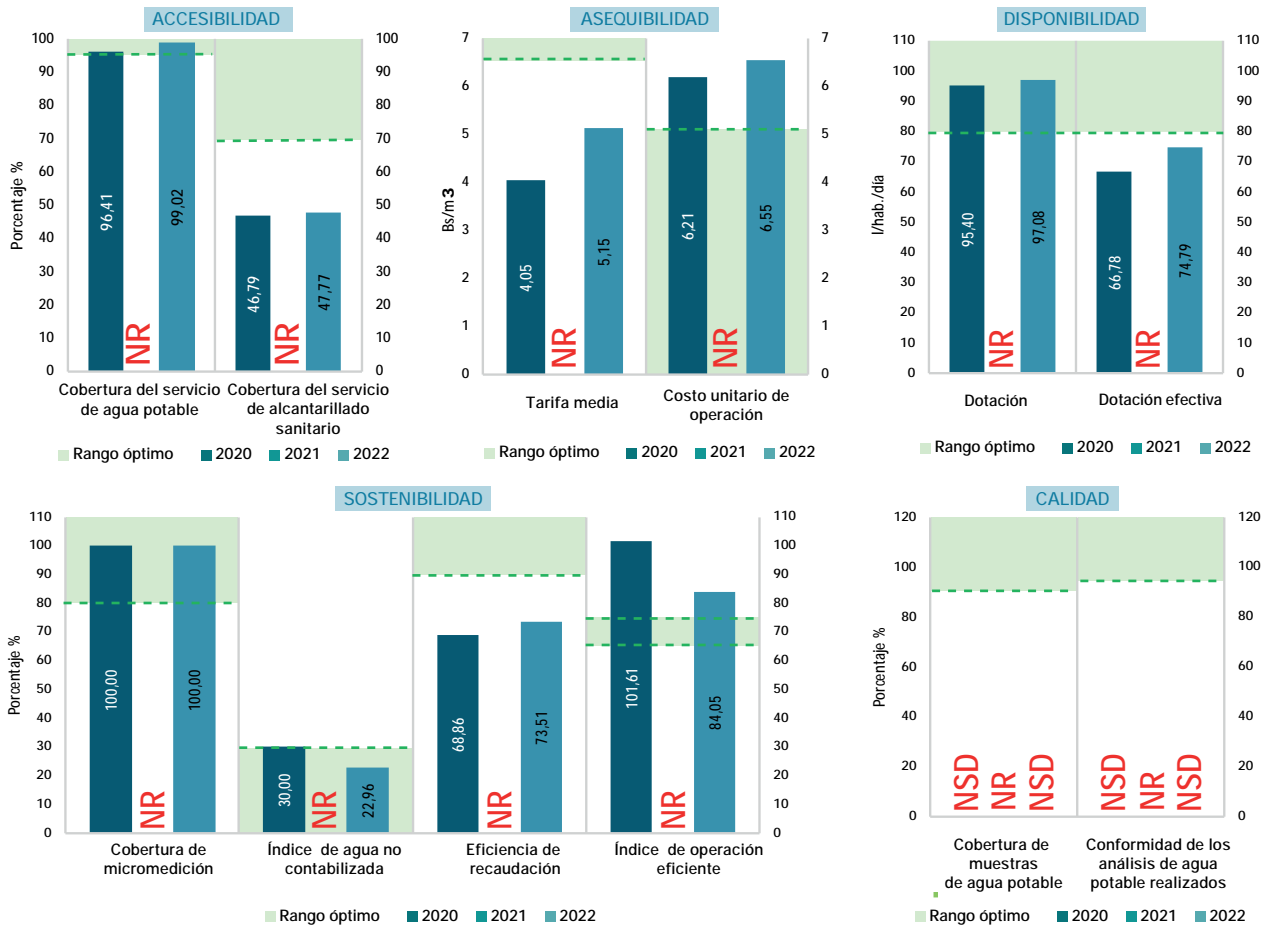 ACCESIBILIDAD
100
90
80
70
60
50
40
30
20
10
0
Porcentaje %
96,41
NR
99,02
46,79
NR
47,77
100
90
80
70
60
50
40
30
20
10
0
Cobertura del servicio
de agua potable
Cobertura del servicio
de alcantarillado
sanitario
Rango óptimo 2020 2021 2022
ASEQUIBILIDAD
7
6
5
4
3
2
1
0
Bs/m3
4,05
NR
5,15
6,21
NR
6,55
7
6
5
4
3
2
1
0
Tarifa media
Costo unitario de
operación
Rango óptimo 2020 2021 2022
DISPONIBILIDAD
110
100
90
80
70
60
50
40
30
20
10
0
l/hab./día
95,40
NR
97,08
66,78
NR
74,79
110
100
90
80
70
60
50
40
30
20
10
0
Dotación
Dotación efectiva
Rango óptimo 2020 2021 2022
SOSTENIBILIDAD
110
100
90
80
70
60
50
40
30
20
10
0
Porcentaje %
100,00
NR
100,00
30,00
NR
22,96
68,86
NR
73,51
101,61
NR
84,05
110
100
90
80
70
60
50
40
30
20
10
0
Cobertura de
micromedición
Índice de agua no
contabilizada
Eficiencia de
recaudación
Índice de operación
eficiente
Rango óptimo 2020 2021 2022
CALIDAD
120
100
80
60
40
20
0
Porcentaje %
NSD
NR
NSD
NSD
NR
NSD
120
100
80
60
40
20
0
Cobertura de
muestras
de agua potable
Conformidad de los
análisis de agua
potable realizados
Rango óptimo 2020 2021 2022